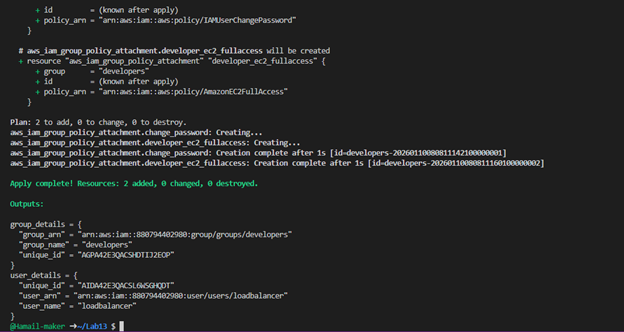 + id = (known after apply)
+ policy_arn = "arn:aws:iam::aws:policy/IAMUserChangePassword"
}
# aws_iam_group_policy_attachment.developer_ec2_fullaccess will be created
+ resource "aws_iam_group_policy_attachment" "developer_ec2_fullaccess" {
+ group = "developers"
+ id = (known after apply)
+ policy_arn = "arn:aws:iam::aws:policy/AmazonEC2FullAccess"
}
Plan: 2 to add, 0 to change, 0 to destroy.
aws_iam_group_policy_attachment.change_password: Creating...
aws_iam_group_policy_attachment.developer_ec2_fullaccess: Creating...
aws_iam_group_policy_attachment.change_password: Creation complete after 1s [id=developers-20260110080811142100000001]
aws_iam_group_policy_attachment.developer_ec2_fullaccess: Creation complete after 1s [id=developers-20260110080811160100000002]
Apply complete! Resources: 2 added, 0 changed, 0 destroyed.
Outputs:
group_details = {
"group_arn" = "arn:aws:iam::880794402980:group/groups/developers"
"group_name" = "developers"
"unique_id" = "AGPA42E3QACSHDTIJ2EOP"
}
user_details = {
"unique_id" = "AIDA42E3QACSL6WSGHQDT"
"user_arn" = "arn:aws:iam::880794402980:user/users/loadbalancer"
"user_name" = "loadbalancer"
}
@Hamail-maker ➜~/Lab13 $